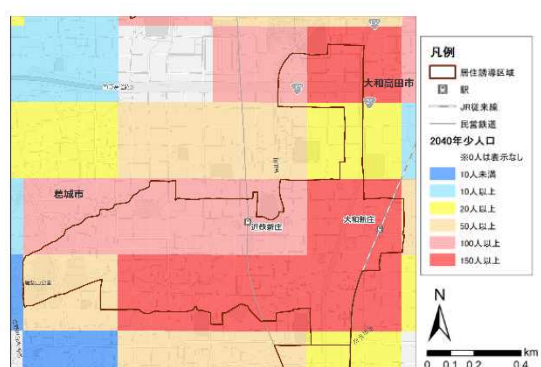 大和高田市
葛城市
近鉄新庄
大和新庄
凡例
居住誘導区域
駅
JR従来線
民営鉄道
2040年少人口
※0人は表示なし
10人未満
10人以上
20人以上
50人以上
100人以上
150人以上
N
km
0 0.1 0.2 0.4